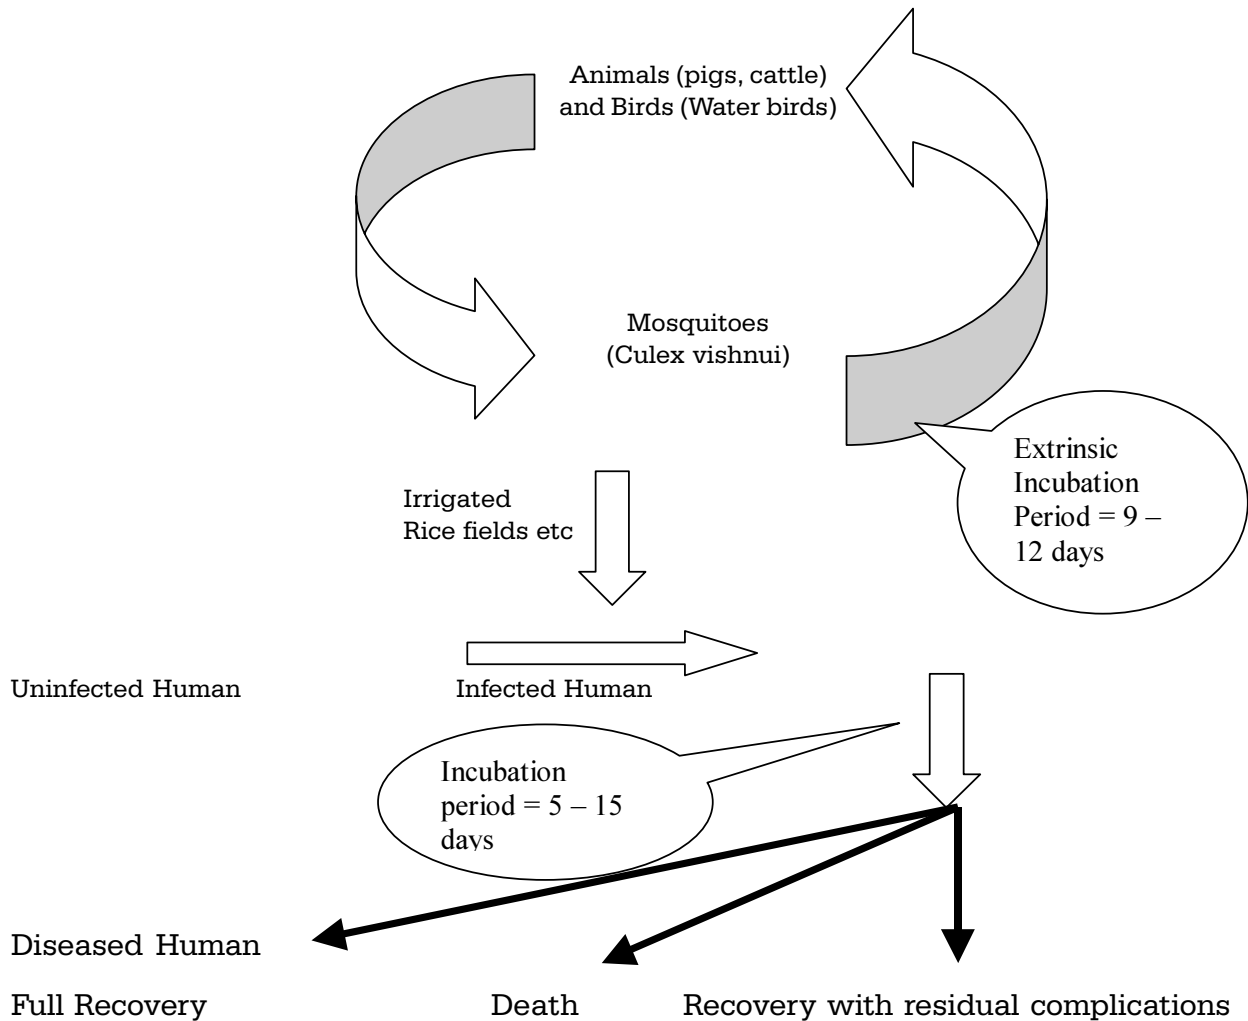 Animals (pigs, cattle)
and Birds (Water birds)
Mosquitoes
(Culex vishnui)
Extrinsic
Incubation
Period = 9 –
12 days
Irrigated
Rice fields etc
Uninfected Human
Infected Human
Incubation
period = 5 – 15
days
Diseased Human
Full Recovery
Death
Recovery with residual complications